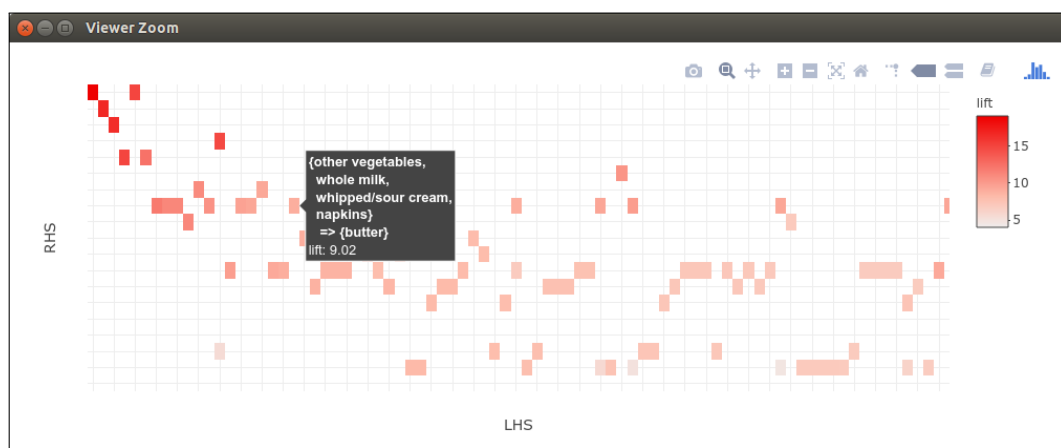 Viewer Zoom
lift
15
10
5
{other vegetables,
whole milk,
whipped/sour cream,
napkins}
=> {butter}
lift: 9.02
RHS
LHS